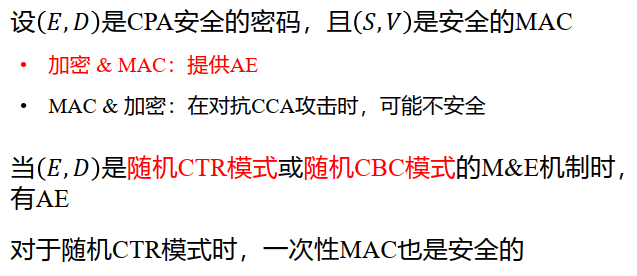 设(E, D)是CPA安全的密码，且(S, V)是安全的MAC
• 加密 & MAC：提供AE
• MAC & 加密：在对抗CCA攻击时，可能不安全
当(E, D)是随机CTR模式或随机CBC模式的M&E机制时，
有AE
对于随机CTR模式时，一次性MAC也是安全的